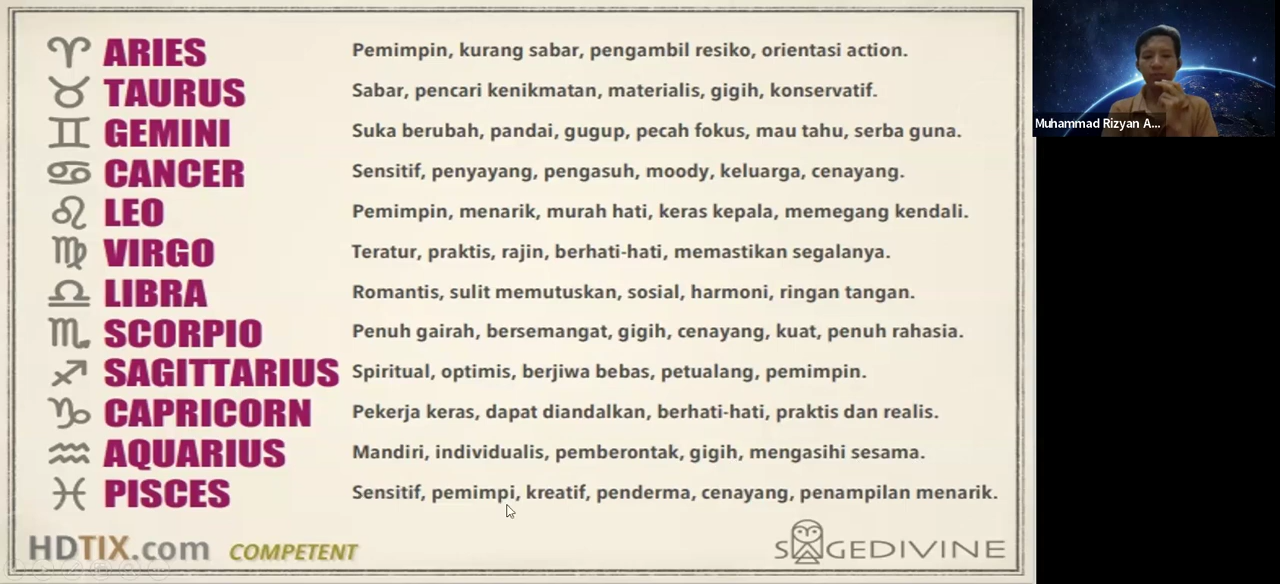 ARIES Pemimpin, kurang sabar, pengambil resiko, orientasi action.
TAURUS Sabar, pencari kenikmatan, materialis, gigih, konservatif.
GEMINI Suka berubah, pandai, gugup, pecah fokus, mau tahu, serba guna.
CANCER Sensitif, penyayang, pengasuh, moody, keluarga, cenayang.
LEO Pemimpin, menarik, murah hati, keras kepala, memegang kendali.
VIRGO Teratur, praktis, rajin, berhati-hati, memastikan segalanya.
LIBRA Romantis, sulit memutuskan, sosial, harmoni, ringan tangan.
SCORPIO Penuh gairah, bersemangat, gigih, cenayang, kuat, penuh rahasia.
SAGITTARIUS Spiritual, optimis, berjiwa bebas, petualang, pemimpin.
CAPRICORN Pekerja keras, dapat diandalkan, berhati-hati, praktis dan realis.
AQUARIUS Mandiri, individualis, pemberontak, gigih, mengasihi sesama.
PISCES Sensitif, pemimpi, kreatif, penderma, cenayang, penampilan menarik.
HDTIX.com COMPETENT SAGEDIVINE
Muhammad Rizyan A...